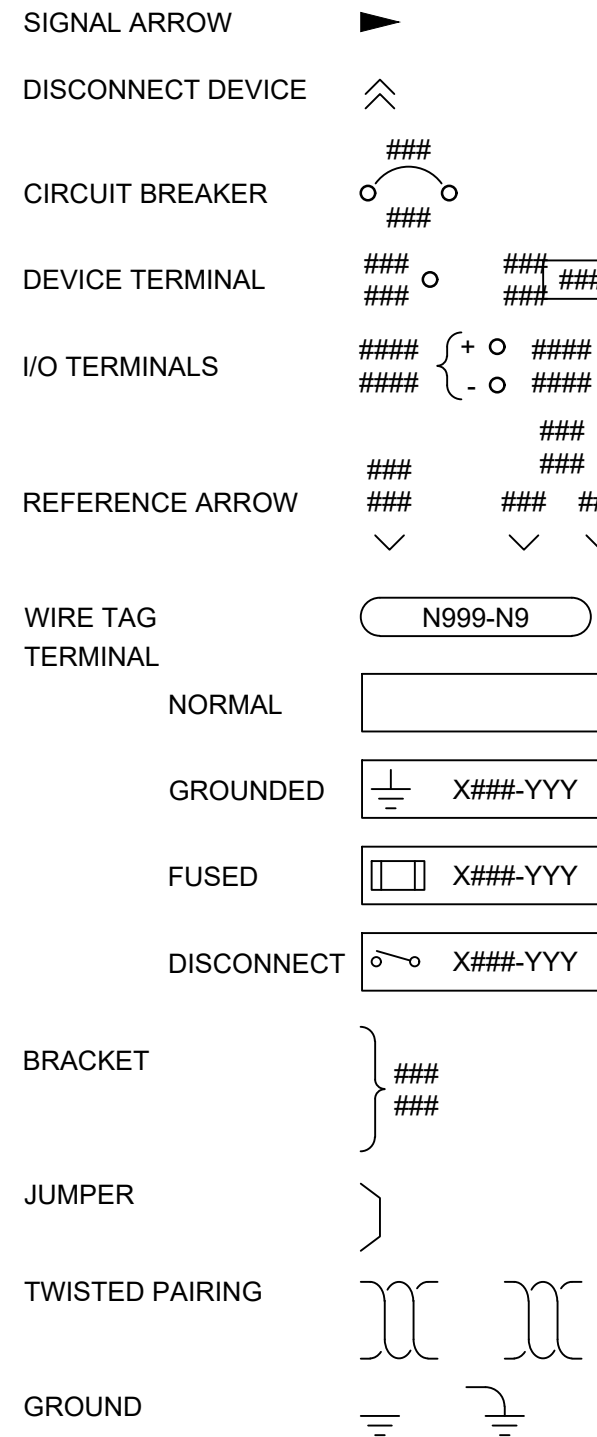 SIGNAL ARROW
DISCONNECT DEVICE
###
CIRCUIT BREAKER
###
DEVICE TERMINAL
### ### ###
### ###
I/O TERMINALS
#### + ####
#### - ####
###
### ###
REFERENCE ARROW ### ###
WIRE TAG N999-N9
TERMINAL
NORMAL
GROUNDED X###-YYY
FUSED X###-YYY
DISCONNECT X###-YYY
BRACKET
###
###
JUMPER
TWISTED PAIRING
GROUND